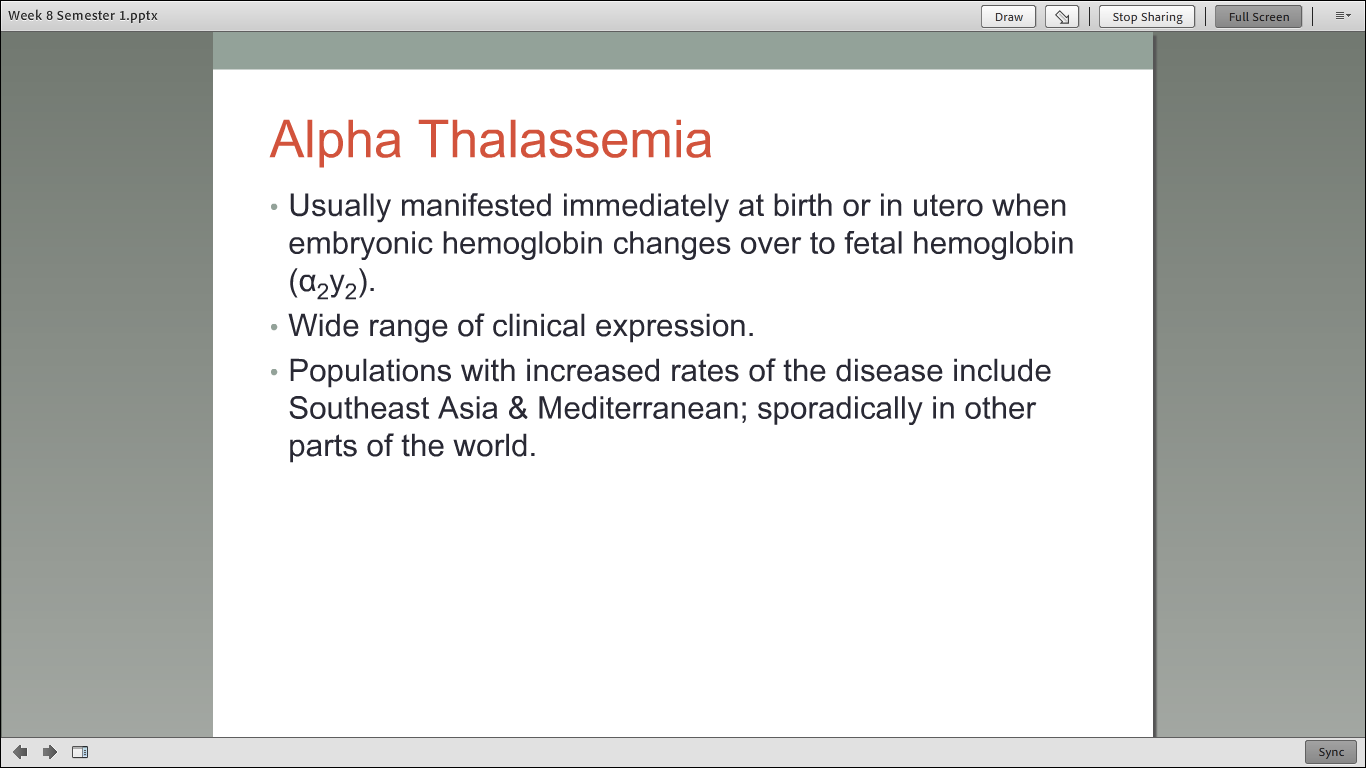 Week 8 Semester 1.pptx
Draw
Stop Sharing
Full Screen
Alpha Thalassemia
• Usually manifested immediately at birth or in utero when
embryonic hemoglobin changes over to fetal hemoglobin
(α₂y₂).
• Wide range of clinical expression.
• Populations with increased rates of the disease include
Southeast Asia & Mediterranean; sporadically in other
parts of the world.
Sync